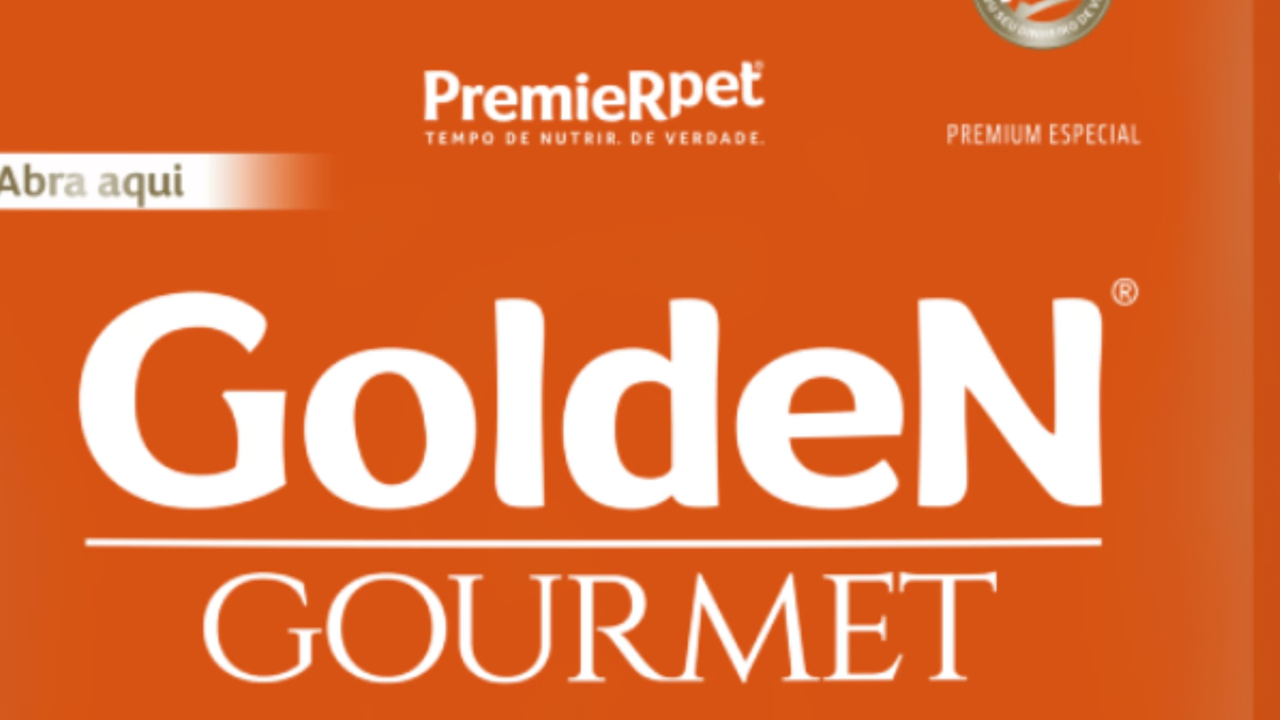 PremieRpet®
TEMPO DE NUTRIR. DE VERDADE.
PREMIUM ESPECIAL
Abra aqui
GoldeN®
GOURMET